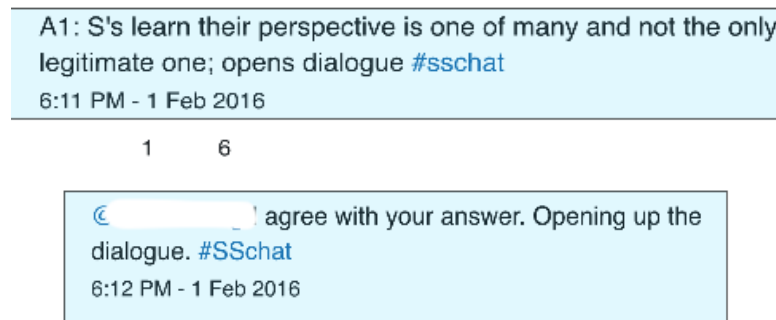 A1: S's learn their perspective is one of many and not the only
legitimate one; opens dialogue #sschat
6:11 PM - 1 Feb 2016
1 6
@ agree with your answer. Opening up the
dialogue. #SSchat
6:12 PM - 1 Feb 2016